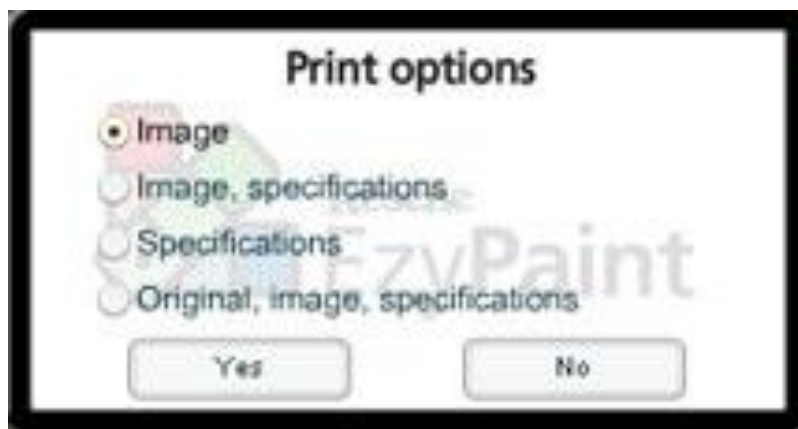 Print options
Image
Image, specifications
Specifications
EzyPaint
Original, image, specifications
Yes
No